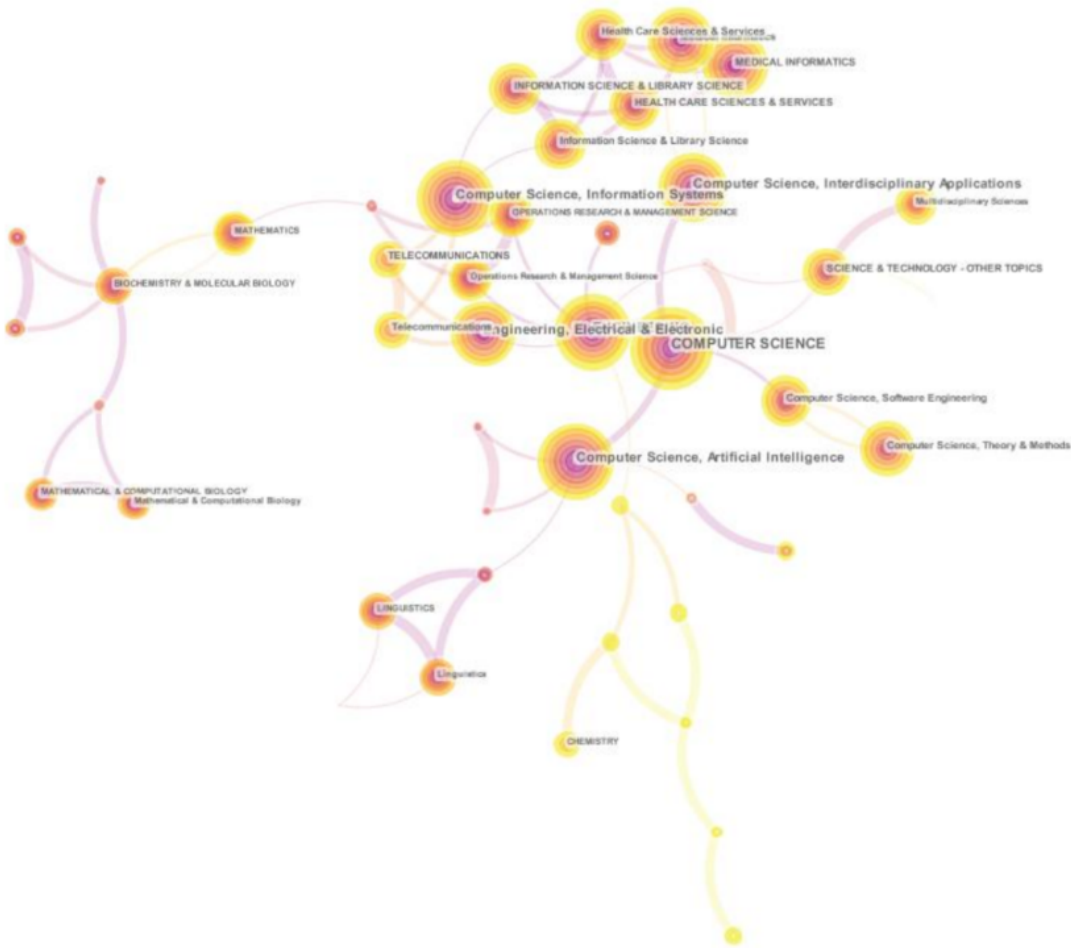 Health Care Sciences & Services
MEDICAL INFORMATICS
INFORMATION SCIENCE & LIBRARY SCIENCE
HEALTH CARE SCIENCES & SERVICES
Information Science & Library Science
Computer Science, Interdisciplinary Applications
Computer Science, Information Systems
Multidisciplinary Sciences
OPERATIONS RESEARCH & MANAGEMENT SCIENCE
MATHEMATICS
TELECOMMUNICATIONS
SCIENCE & TECHNOLOGY - OTHER TOPICS
Operations Research & Management Science
BIOCHEMISTRY & MOLECULAR BIOLOGY
Telecommunications
Engineering, Electrical & Electronic
COMPUTER SCIENCE
Computer Science, Software Engineering
Computer Science, Theory & Methods
Computer Science, Artificial Intelligence
MATHEMATICAL & COMPUTATIONAL BIOLOGY
Mathematical & Computational Biology
LINGUISTICS
Linguistics
CHEMISTRY